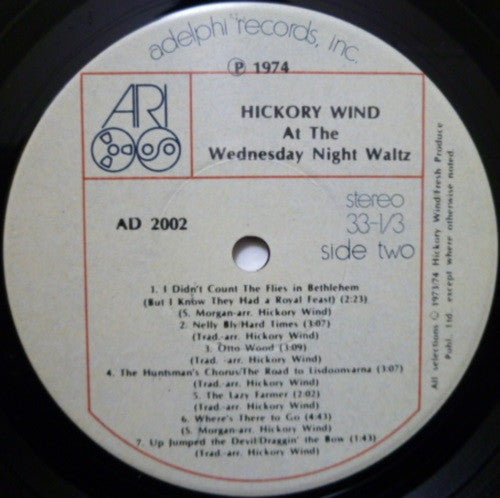 adelphi records, inc.
℗ 1974
ARI
HICKORY WIND
At The
Wednesday Night Waltz
AD 2002
stereo
33-1/3
side two
1. I Didn't Count The Flies in Bethlehem
(But I Know They Had a Royal Feast) (2:23)
(S. Morgan-arr. Hickory Wind)
2. Nelly Bly/Hard Times (3:07)
(Trad.-arr. Hickory Wind)
3. Otto Wood (3:09)
(Trad. -arr. Hickory Wind)
4. The Huntsman's Chorus/The Road to Lisdoonvarna (3:07)
(Trad.-arr. Hickory Wind)
5. The Lazy Farmer (2:02)
(Trad-arr. Hickory Wind)
6. Where's There to Go (4:43)
(S. Morgan-arr. Hickory Wind)
7. Up Jumped the Devil/Draggin' the Bow (1:43)
(Trad.-arr. Hickory Wind)
All selections © 1973/74 Hickory Wind/Fresh Produce
Publ. Ltd. except where otherwise noted.